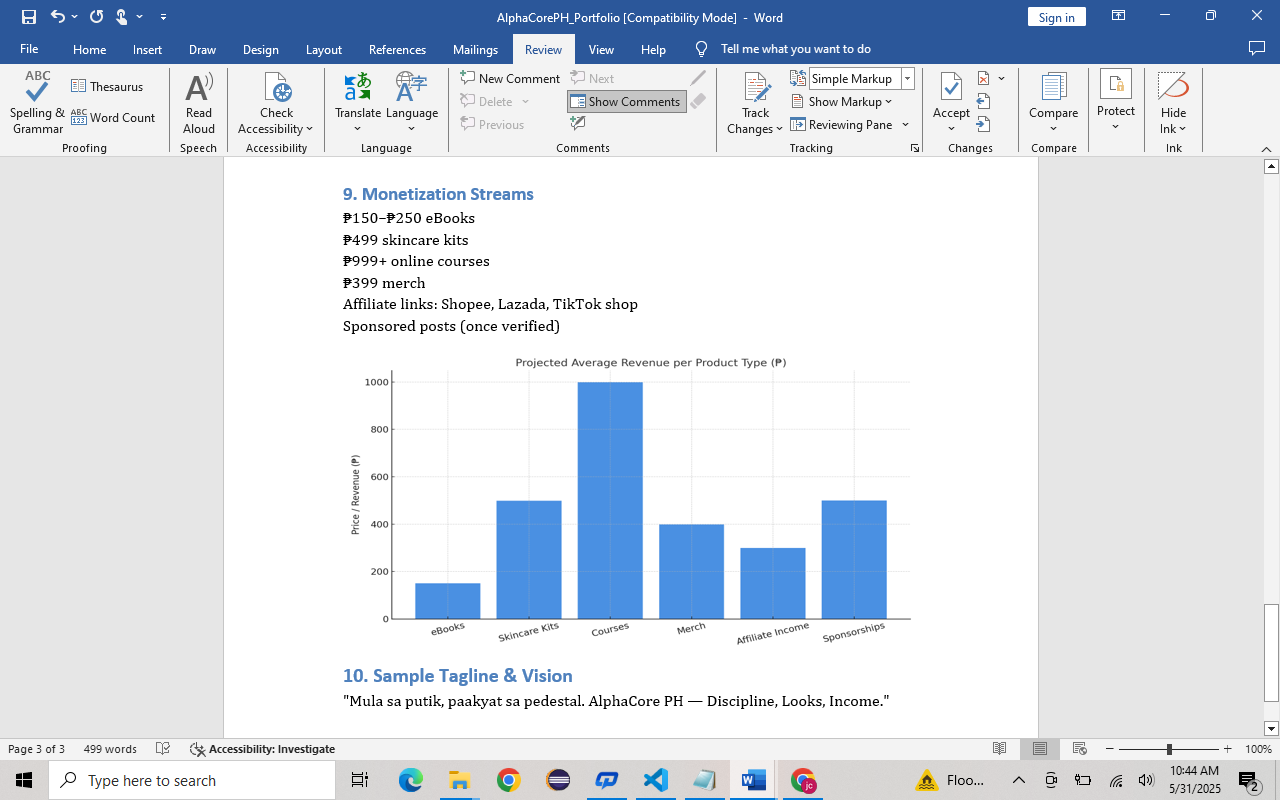 AlphaCorePH_Portfolio [Compatibility Mode] - Word
Sign in
File Home Insert Draw Design Layout References Mailings Review View Help Tell me what you want to do
ABC
Spelling &
Grammar
Thesaurus
ABC
123
Word Count
Proofing
A
Read
Aloud
Speech
Check
Accessibility
Accessibility
Translate
Language
Language
New Comment
Delete
Previous
Next
Show Comments
Comments
Track
Changes
Simple Markup
Show Markup
Reviewing Pane
Tracking
Accept
Changes
Compare
Compare
Protect
Hide
Ink
Ink
9. Monetization Streams
₱150–₱250 eBooks
₱499 skincare kits
₱999+ online courses
₱399 merch
Affiliate links: Shopee, Lazada, TikTok shop
Sponsored posts (once verified)
Projected Average Revenue per Product Type (₱)
Price / Revenue (₱)
1000
800
600
400
200
0
eBooks Skincare Kits Courses Merch Affiliate Income Sponsorships
10. Sample Tagline & Vision
"Mula sa putik, paakyat sa pedestal. AlphaCore PH — Discipline, Looks, Income."
Page 3 of 3 499 words Accessibility: Investigate 100%
Type here to search
jc
Floo...
10:44 AM
5/31/2025
2